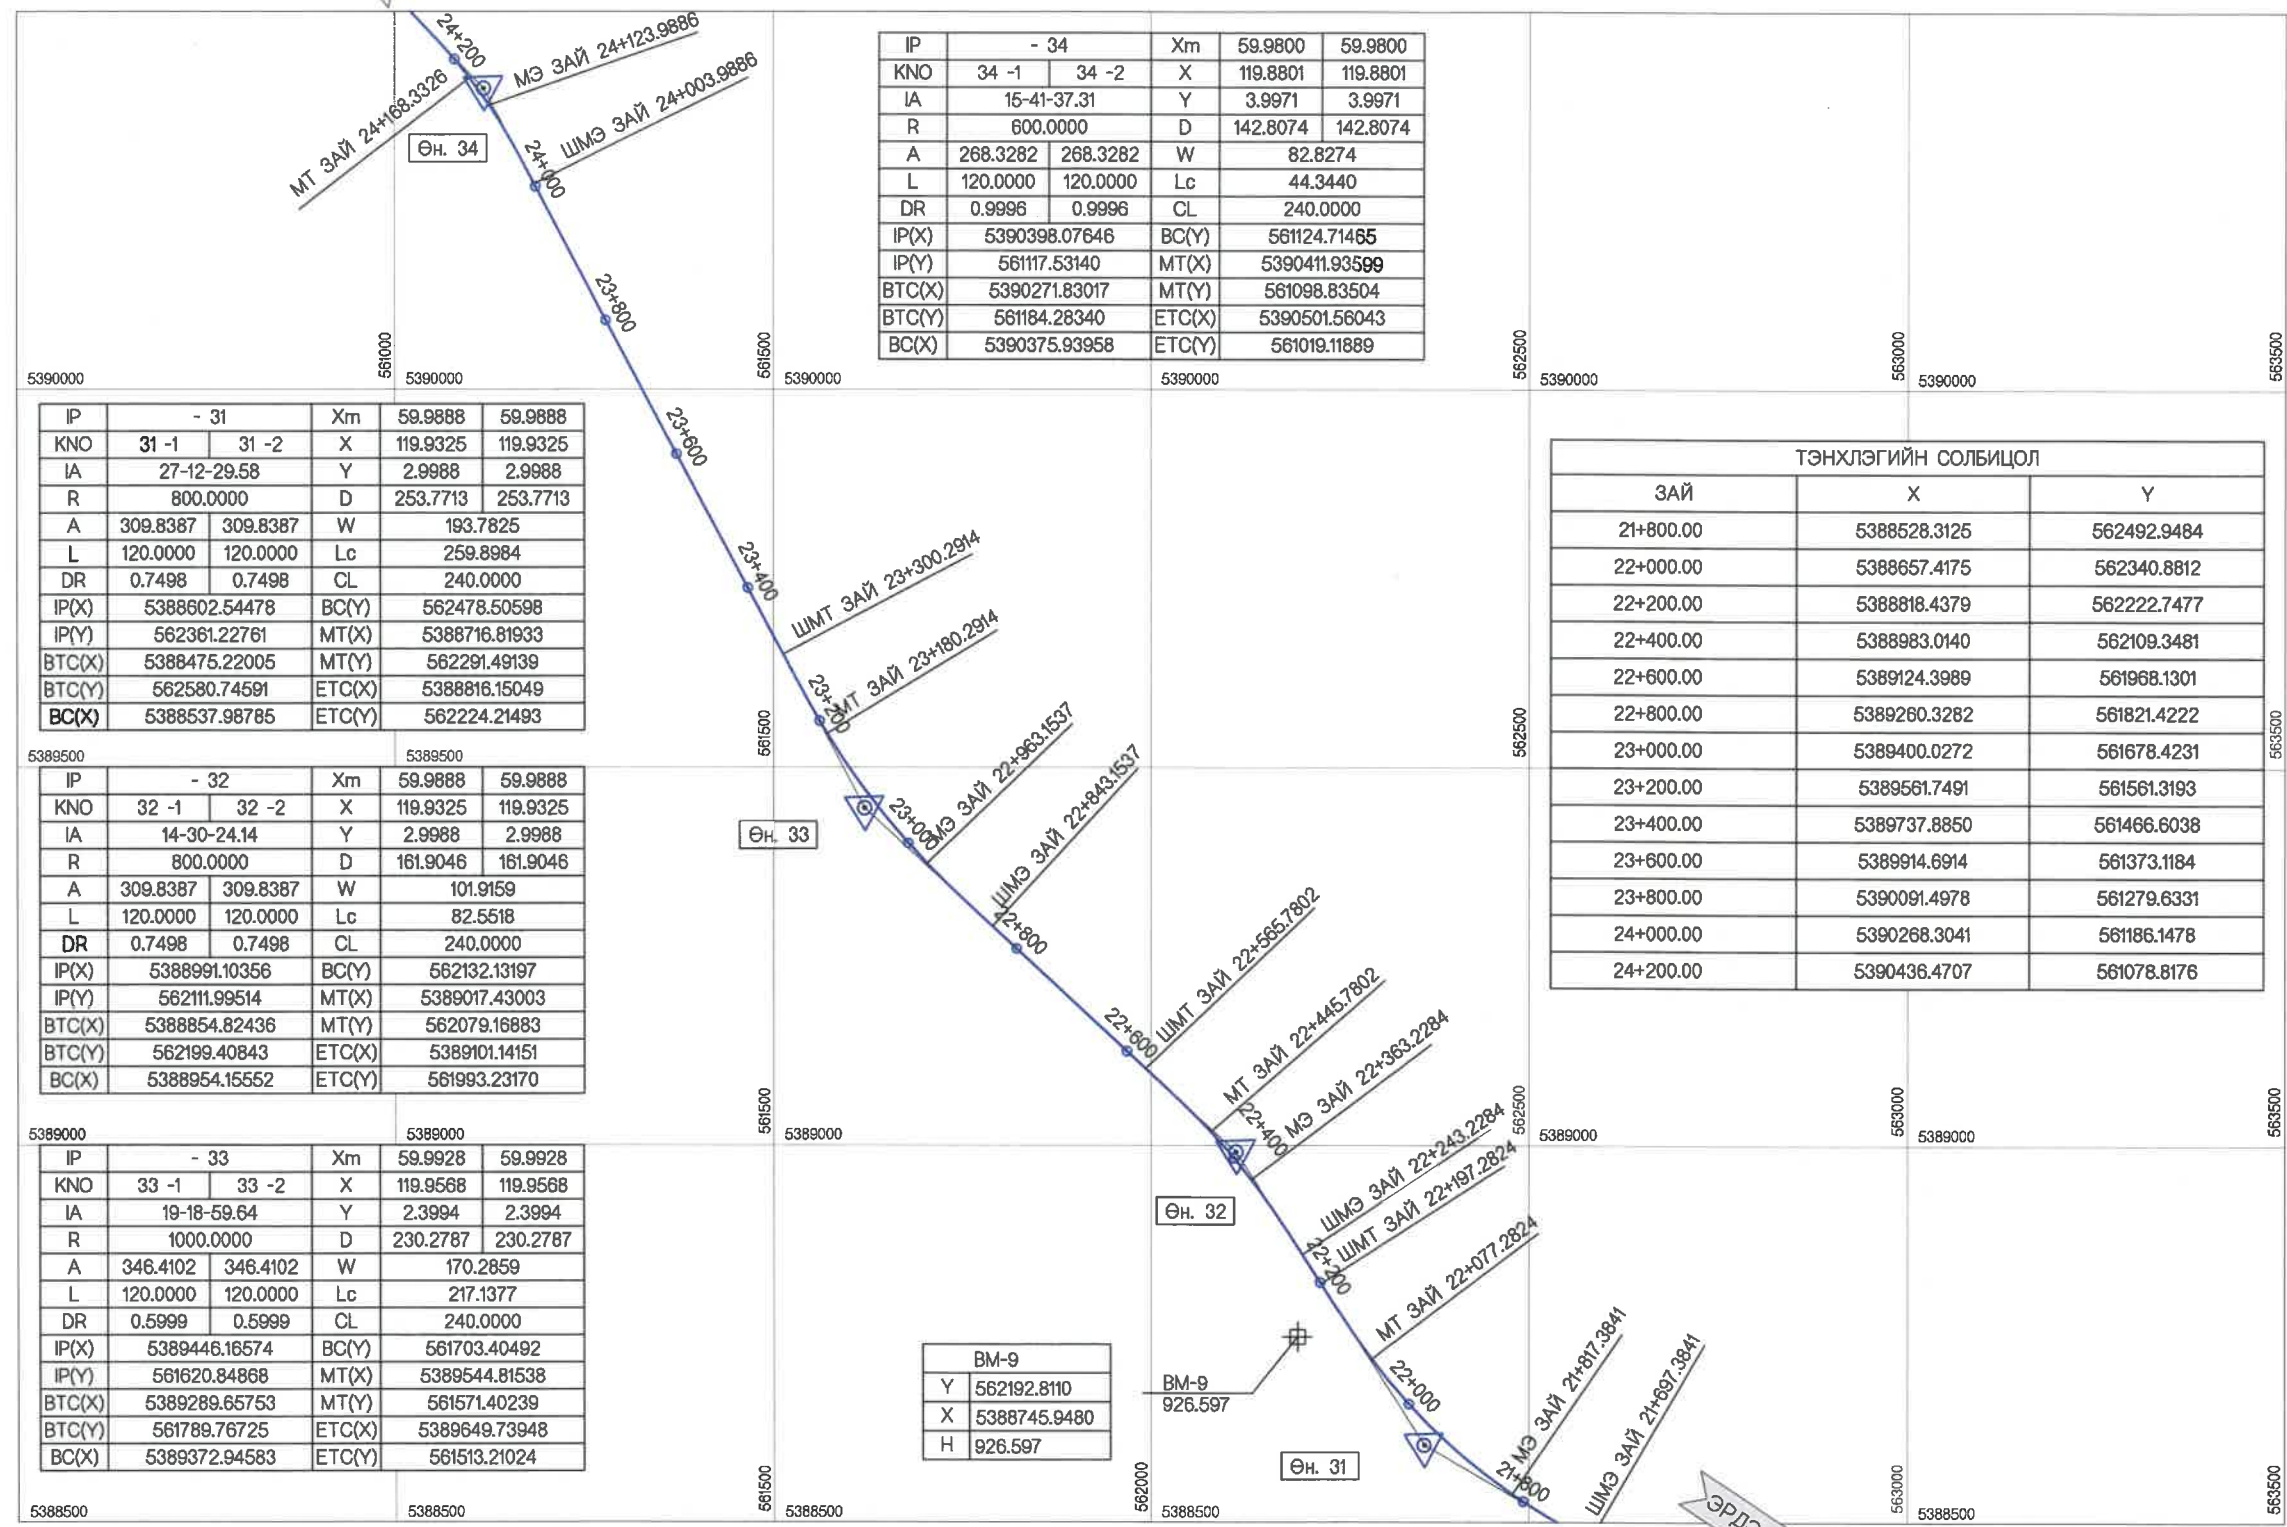 24+200
МЭ ЗАЙ 24+123.9886
МТ ЗАЙ 24+168.3326
ШМЭ ЗАЙ 24+003.9886
Өн. 34
24+000
23+800
23+600
23+400
ШМТ ЗАЙ 23+300.2914
МТ ЗАЙ 23+180.2914
23+200
МЭ ЗАЙ 22+963.1537
Өн. 33
23+000
ШМЭ ЗАЙ 22+843.1537
22+800
ШМТ ЗАЙ 22+565.7802
22+600
МТ ЗАЙ 22+445.7802
22+400
МЭ ЗАЙ 22+363.2284
Өн. 32
ШМЭ ЗАЙ 22+243.2284
ШМТ ЗАЙ 22+197.2824
22+200
МТ ЗАЙ 22+077.2824
22+000
Өн. 31
МЭ ЗАЙ 21+817.3841
21+800
ШМЭ ЗАЙ 21+697.3841
IP - 34 Xm 59.9800 59.9800
KNO 34 -1 34 -2 X 119.8801 119.8801
IA 15-41-37.31 Y 3.9971 3.9971
R 600.0000 D 142.8074 142.8074
A 268.3282 268.3282 W 82.8274
L 120.0000 120.0000 Lc 44.3440
DR 0.9996 0.9996 CL 240.0000
IP(X) 5390398.07646 BC(Y) 561124.71465
IP(Y) 561117.53140 MT(X) 5390411.93599
BTC(X) 5390271.83017 MT(Y) 561098.83504
BTC(Y) 561184.28340 ETC(X) 5390501.56043
BC(X) 5390375.93958 ETC(Y) 561019.11889
561000 561500 562500 563000 563500
5390000 5390000 5390000 5390000 5390000 5390000
IP - 31 Xm 59.9888 59.9888
KNO 31 -1 31 -2 X 119.9325 119.9325
IA 27-12-29.58 Y 2.9988 2.9988
R 800.0000 D 253.7713 253.7713
A 309.8387 309.8387 W 193.7825
L 120.0000 120.0000 Lc 259.8984
DR 0.7498 0.7498 CL 240.0000
IP(X) 5388602.54478 BC(Y) 562478.50598
IP(Y) 562361.22761 MT(X) 5388716.81933
BTC(X) 5388475.22005 MT(Y) 562291.49139
BTC(Y) 562580.74591 ETC(X) 5388816.15049
BC(X) 5388537.98785 ETC(Y) 562224.21493
561500 562500 563500
5389500 5389500
IP - 32 Xm 59.9888 59.9888
KNO 32 -1 32 -2 X 119.9325 119.9325
IA 14-30-24.14 Y 2.9988 2.9988
R 800.0000 D 161.9046 161.9046
A 309.8387 309.8387 W 101.9159
L 120.0000 120.0000 Lc 82.5518
DR 0.7498 0.7498 CL 240.0000
IP(X) 5388991.10356 BC(Y) 562132.13197
IP(Y) 562111.99514 MT(X) 5389017.43003
BTC(X) 5388854.82436 MT(Y) 562079.16883
BTC(Y) 562199.40843 ETC(X) 5389101.14151
BC(X) 5388954.15552 ETC(Y) 561993.23170
561500 562500 563000 563500
5389000 5389000 5389000 5389000 5389000
IP - 33 Xm 59.9928 59.9928
KNO 33 -1 33 -2 X 119.9568 119.9568
IA 19-18-59.64 Y 2.3994 2.3994
R 1000.0000 D 230.2787 230.2787
A 346.4102 346.4102 W 170.2859
L 120.0000 120.0000 Lc 217.1377
DR 0.5999 0.5999 CL 240.0000
IP(X) 5389446.16574 BC(Y) 561703.40492
IP(Y) 561620.84868 MT(X) 5389544.81538
BTC(X) 5389289.65753 MT(Y) 561571.40239
BTC(Y) 561789.76725 ETC(X) 5389649.73948
BC(X) 5389372.94583 ETC(Y) 561513.21024
561500 562000 563000 563500
5388500 5388500 5388500 5388500 5388500
ТЭНХЛЭГИЙН СОЛБИЦОЛ
ЗАЙ X Y
21+800.00 5388528.3125 562492.9484
22+000.00 5388657.4175 562340.8812
22+200.00 5388818.4379 562222.7477
22+400.00 5388983.0140 562109.3481
22+600.00 5389124.3989 561968.1301
22+800.00 5389260.3282 561821.4222
23+000.00 5389400.0272 561678.4231
23+200.00 5389561.7491 561561.3193
23+400.00 5389737.8850 561466.6038
23+600.00 5389914.6914 561373.1184
23+800.00 5390091.4978 561279.6331
24+000.00 5390268.3041 561186.1478
24+200.00 5390436.4707 561078.8176
BM-9
Y 562192.8110
X 5388745.9480
H 926.597
BM-9
926.597